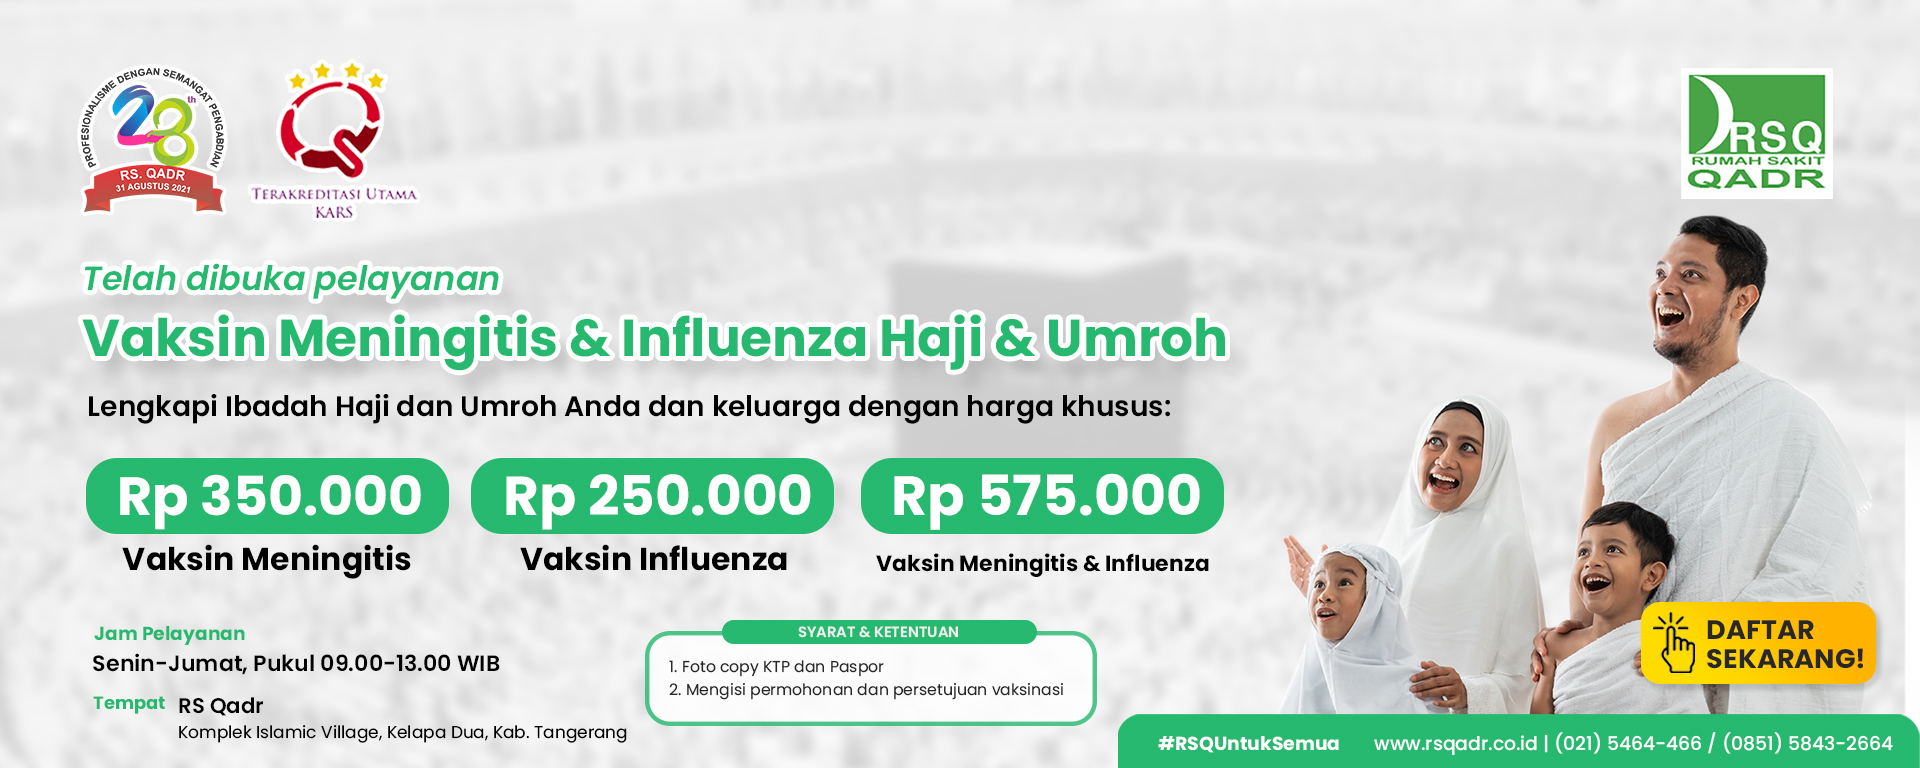 PROFESIONALISME DENGAN SEMANGAT PENGABDIAN
28th
RS. QADR
31 AGUSTUS 2021
TERAKREDITASI UTAMA
KARS
RSQ
RUMAH SAKIT
QADR
Telah dibuka pelayanan
Vaksin Meningitis & Influenza Haji & Umroh
Lengkapi Ibadah Haji dan Umroh Anda dan keluarga dengan harga khusus:
Rp 350.000
Vaksin Meningitis
Rp 250.000
Vaksin Influenza
Rp 575.000
Vaksin Meningitis & Influenza
Jam Pelayanan
Senin-Jumat, Pukul 09.00-13.00 WIB
Tempat RS Qadr
Komplek Islamic Village, Kelapa Dua, Kab. Tangerang
SYARAT & KETENTUAN
1. Foto copy KTP dan Paspor
2. Mengisi permohonan dan persetujuan vaksinasi
DAFTAR
SEKARANG!
#RSQUntukSemua www.rsqadr.co.id | (021) 5464-466 / (0851) 5843-2664